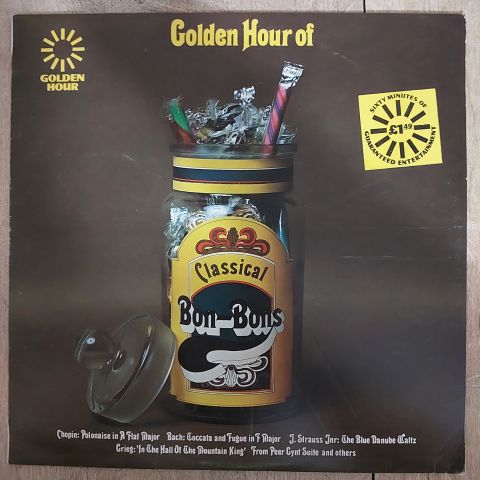 Golden Hour of
GOLDEN
HOUR
SIXTY MINUTES OF
£1.49
GUARANTEED ENTERTAINMENT
Classical
Bon-Bons
Chopin: Polonaise in A Flat Major Bach: Toccata and Fugue in F Major J. Strauss Jnr: The Blue Danube Waltz
Grieg: 'In The Hall Of The Mountain King' From Peer Gynt Suite and others